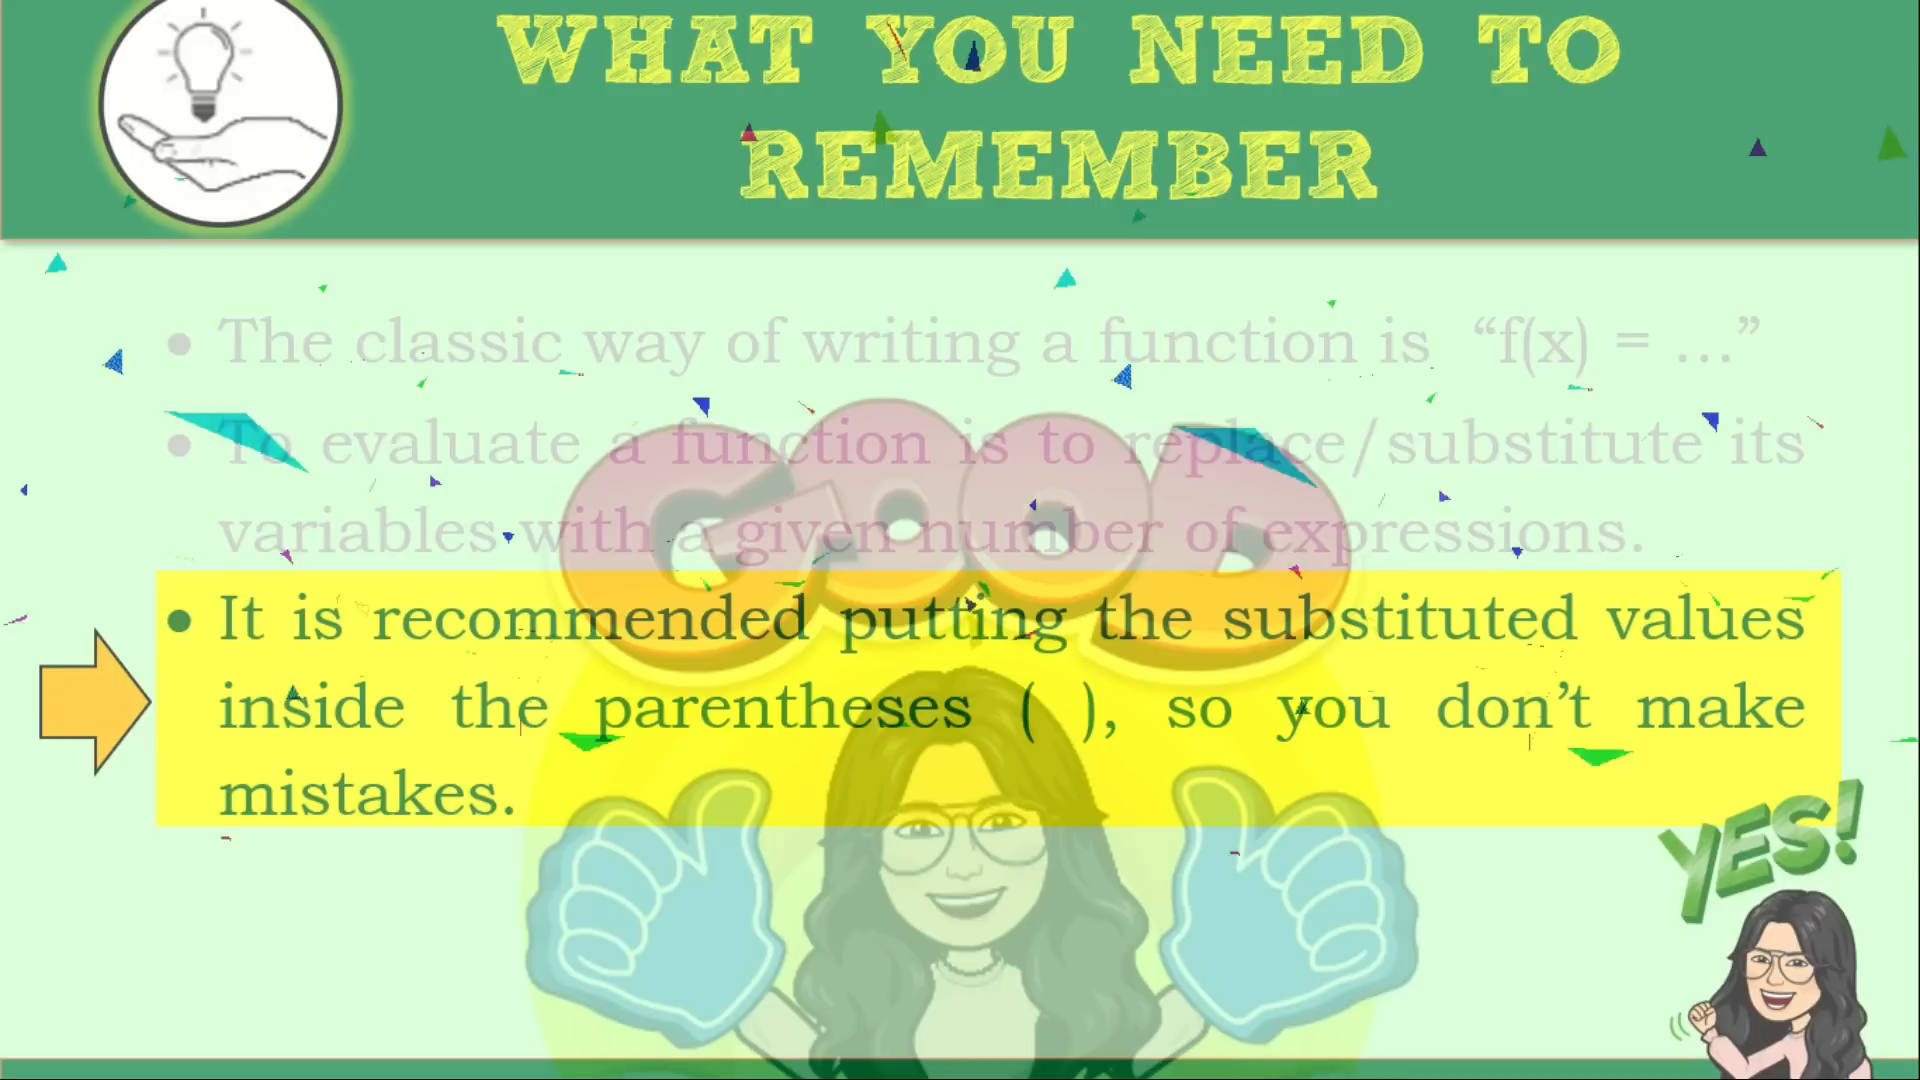 WHAT YOU NEED TO
REMEMBER
• The classic way of writing a function is “f(x) = …”
• To evaluate a function is to replace/substitute its
variables with a given number of expressions.
• It is recommended putting the substituted values
inside the parentheses ( ), so you don’t make
mistakes.
GOOD
YES!